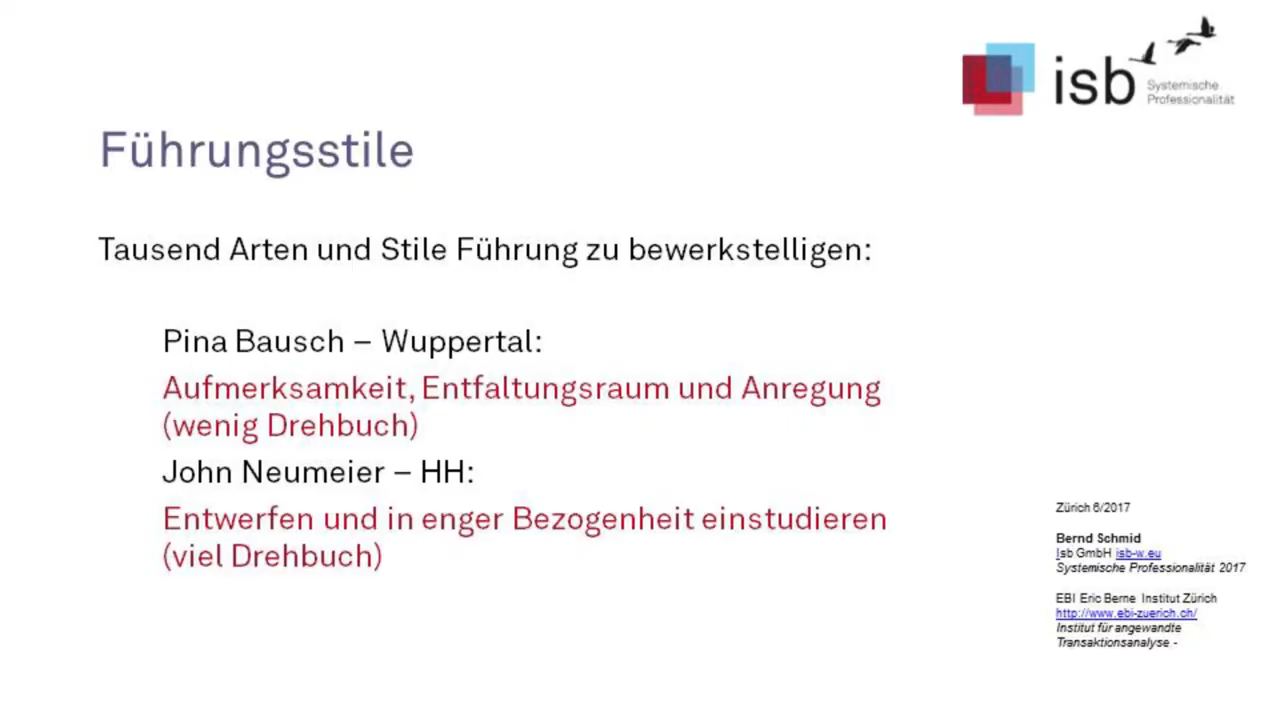 isb
Systemische
Professionalität
Führungsstile
Tausend Arten und Stile Führung zu bewerkstelligen:
Pina Bausch – Wuppertal:
Aufmerksamkeit, Entfaltungsraum und Anregung
(wenig Drehbuch)
John Neumeier – HH:
Entwerfen und in enger Bezogenheit einstudieren
(viel Drehbuch)
Zürich 6/2017
Bernd Schmid
Isb GmbH isb-w.eu
Systemische Professionalität 2017
EBI Eric Berne Institut Zürich
http://www.ebi-zuerich.ch/
Institut für angewandte
Transaktionsanalyse -